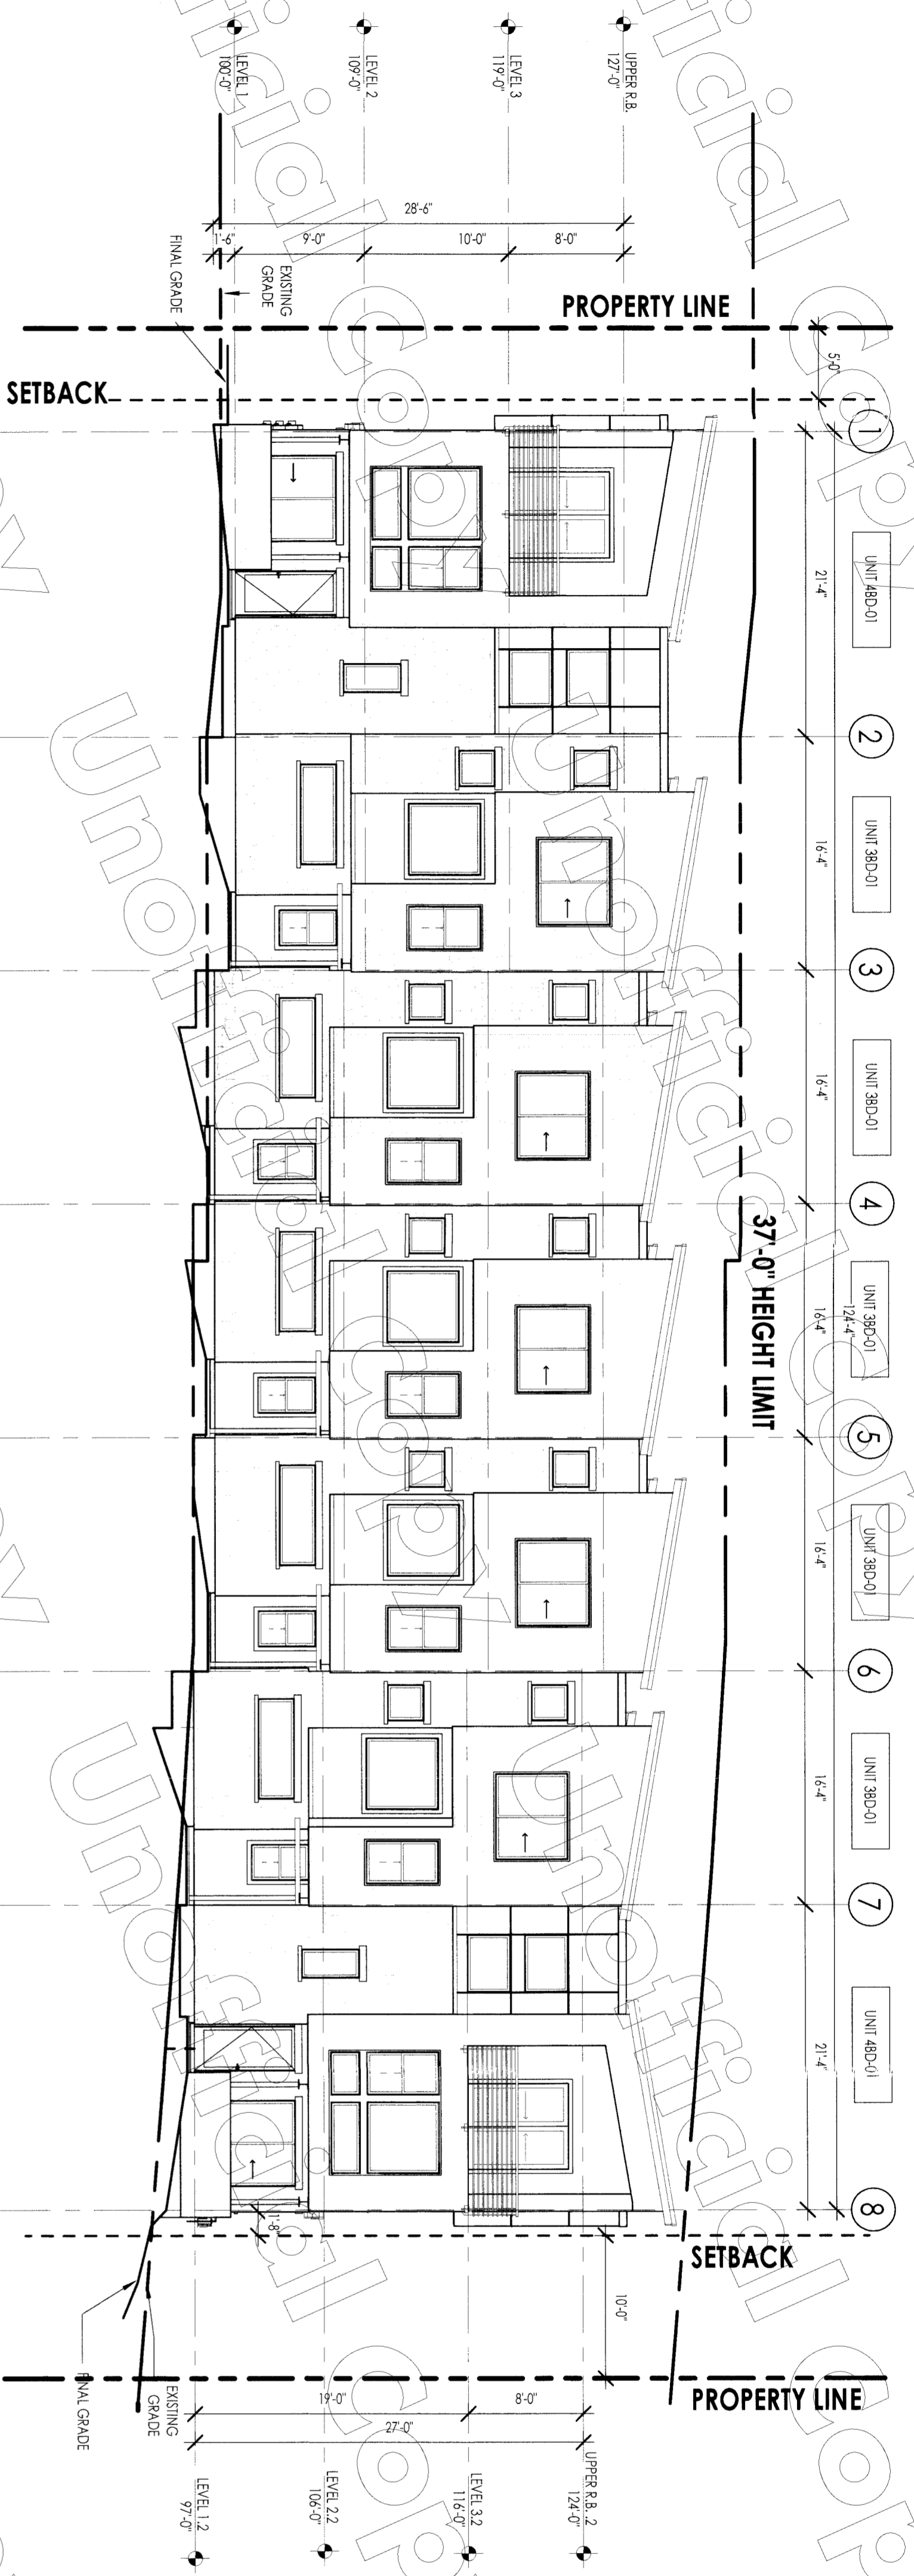 UPPER R.B.
127'-0"
LEVEL 3
119'-0"
LEVEL 2
109'-0"
LEVEL 1
100'-0"
28'-6"
1'-6"
9'-0"
10'-0"
8'-0"
EXISTING
GRADE
FINAL GRADE
PROPERTY LINE
SETBACK
5'-0"
1
UNIT 4BD-01
21'-4"
2
UNIT 3BD-01
16'-4"
3
UNIT 3BD-01
16'-4"
4
37'-0" HEIGHT LIMIT
UNIT 3BD-01
124'-4"
16'-4"
5
UNIT 3BD-01
16'-4"
6
UNIT 3BD-01
16'-4"
7
UNIT 4BD-01
21'-4"
8
1'-8"
SETBACK
10'-0"
PROPERTY LINE
EXISTING
GRADE
FINAL GRADE
19'-0"
8'-0"
27'-0"
UPPER R.B. .2
124'-0"
LEVEL 3.2
116'-0"
LEVEL 2.2
106'-0"
LEVEL 1.2
97'-0"
Unofficial Copy
Unofficial Copy